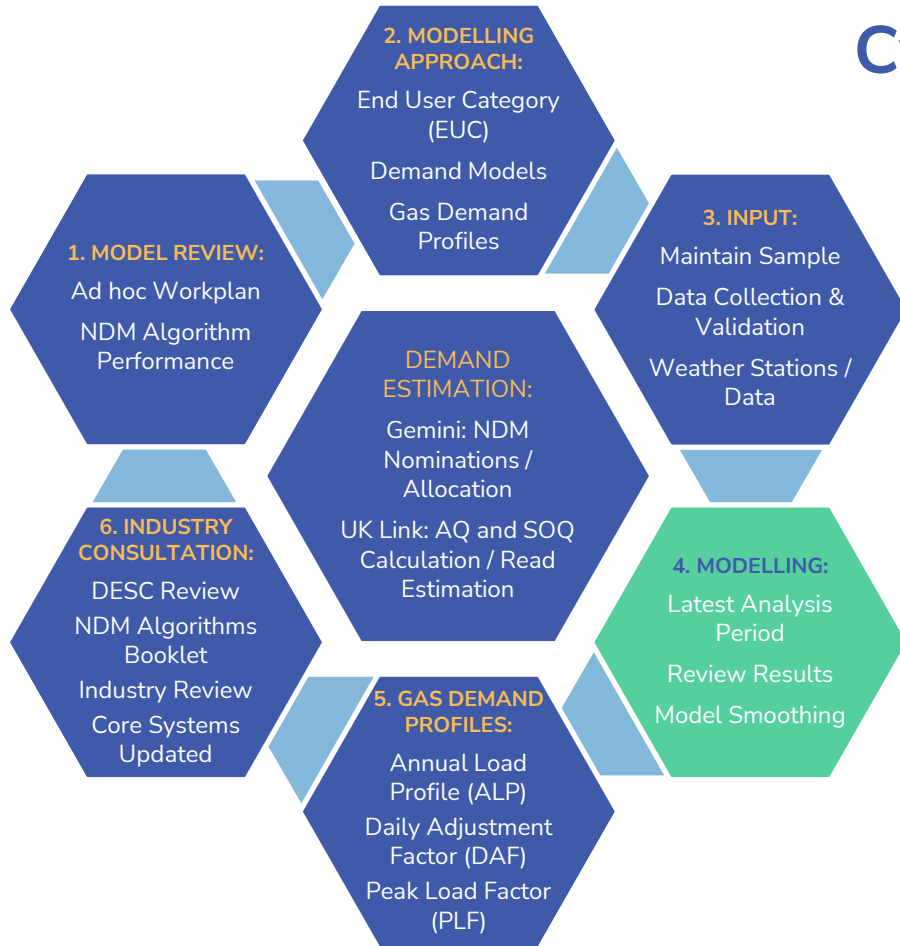 2. MODELLING
APPROACH:
End User Category
(EUC)
Demand Models
Gas Demand
Profiles
1. MODEL REVIEW:
Ad hoc Workplan
NDM Algorithm
Performance
3. INPUT:
Maintain Sample
Data Collection &
Validation
Weather Stations /
Data
DEMAND
ESTIMATION:
Gemini: NDM
Nominations /
Allocation
UK Link: AQ and SOQ
Calculation / Read
Estimation
6. INDUSTRY
CONSULTATION:
DESC Review
NDM Algorithms
Booklet
Industry Review
Core Systems
Updated
4. MODELLING:
Latest Analysis
Period
Review Results
Model Smoothing
5. GAS DEMAND
PROFILES:
Annual Load
Profile (ALP)
Daily Adjustment
Factor (DAF)
Peak Load Factor
(PLF)